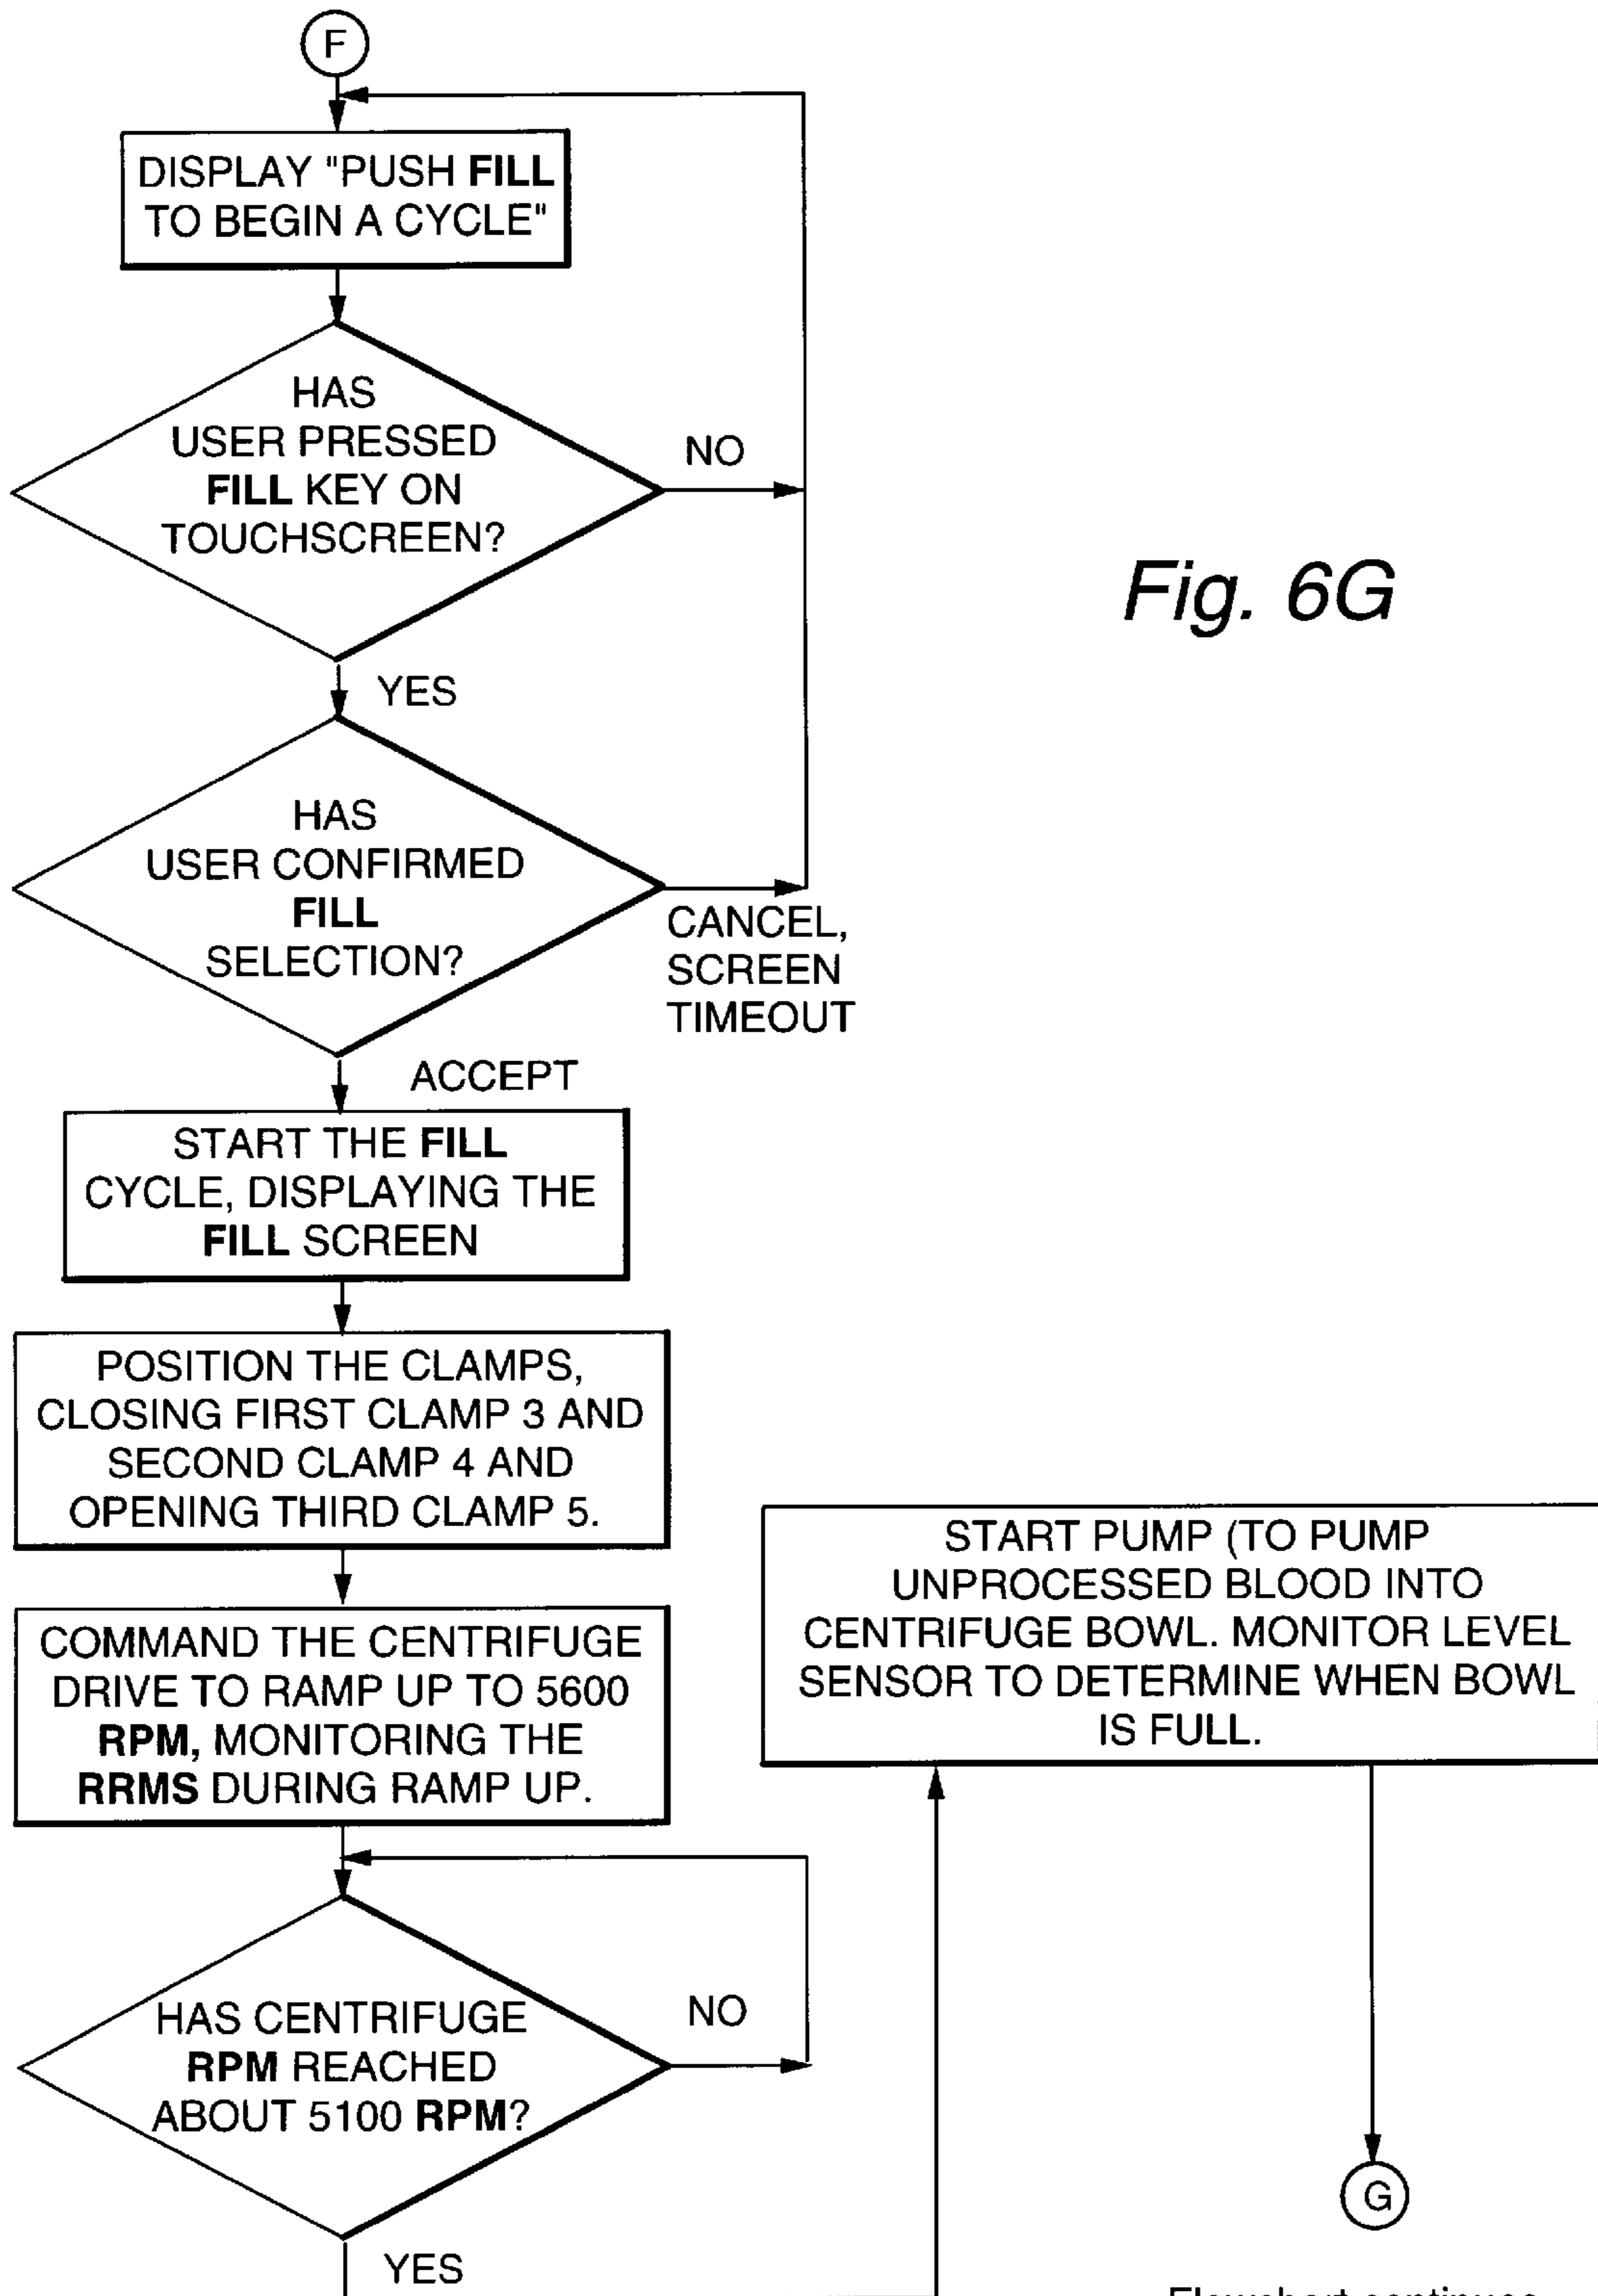 F
DISPLAY "PUSH FILL
TO BEGIN A CYCLE"
HAS
USER PRESSED
FILL KEY ON
TOUCHSCREEN?
NO
YES
Fig. 6G
HAS
USER CONFIRMED
FILL
SELECTION?
CANCEL,
SCREEN
TIMEOUT
ACCEPT
START THE FILL
CYCLE, DISPLAYING THE
FILL SCREEN
POSITION THE CLAMPS,
CLOSING FIRST CLAMP 3 AND
SECOND CLAMP 4 AND
OPENING THIRD CLAMP 5.
COMMAND THE CENTRIFUGE
DRIVE TO RAMP UP TO 5600
RPM, MONITORING THE
RRMS DURING RAMP UP.
HAS CENTRIFUGE
RPM REACHED
ABOUT 5100 RPM?
NO
YES
START PUMP (TO PUMP
UNPROCESSED BLOOD INTO
CENTRIFUGE BOWL. MONITOR LEVEL
SENSOR TO DETERMINE WHEN BOWL
IS FULL.
G
Flowchart continues